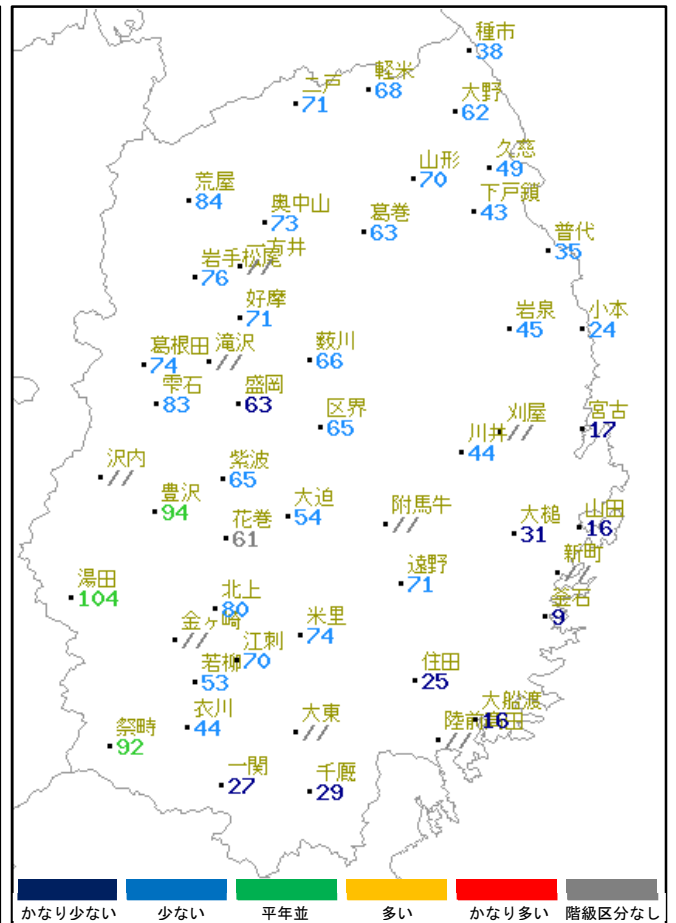 種市
38
軽米
68
二戸
71
大野
62
久慈
49
山形
70
荒屋
84
下戸鎖
43
奥中山
73
葛巻
63
普代
35
一方井
//
岩手松尾
76
好摩
71
岩泉
45
小本
24
葛根田
74
滝沢
//
薮川
66
雫石
83
盛岡
63
区界
65
刈屋
//
宮古
17
川井
44
沢内
//
紫波
65
豊沢
94
大迫
54
附馬牛
//
大槌
31
山田
16
花巻
61
新町
//
湯田
104
遠野
71
釜石
9
北上
80
金ヶ崎
//
米里
74
江刺
70
若柳
53
住田
25
衣川
44
大東
//
大船渡
16
陸前高田
//
祭畤
92
一関
27
千厩
29
かなり少ない
少ない
平年並
多い
かなり多い
階級区分なし